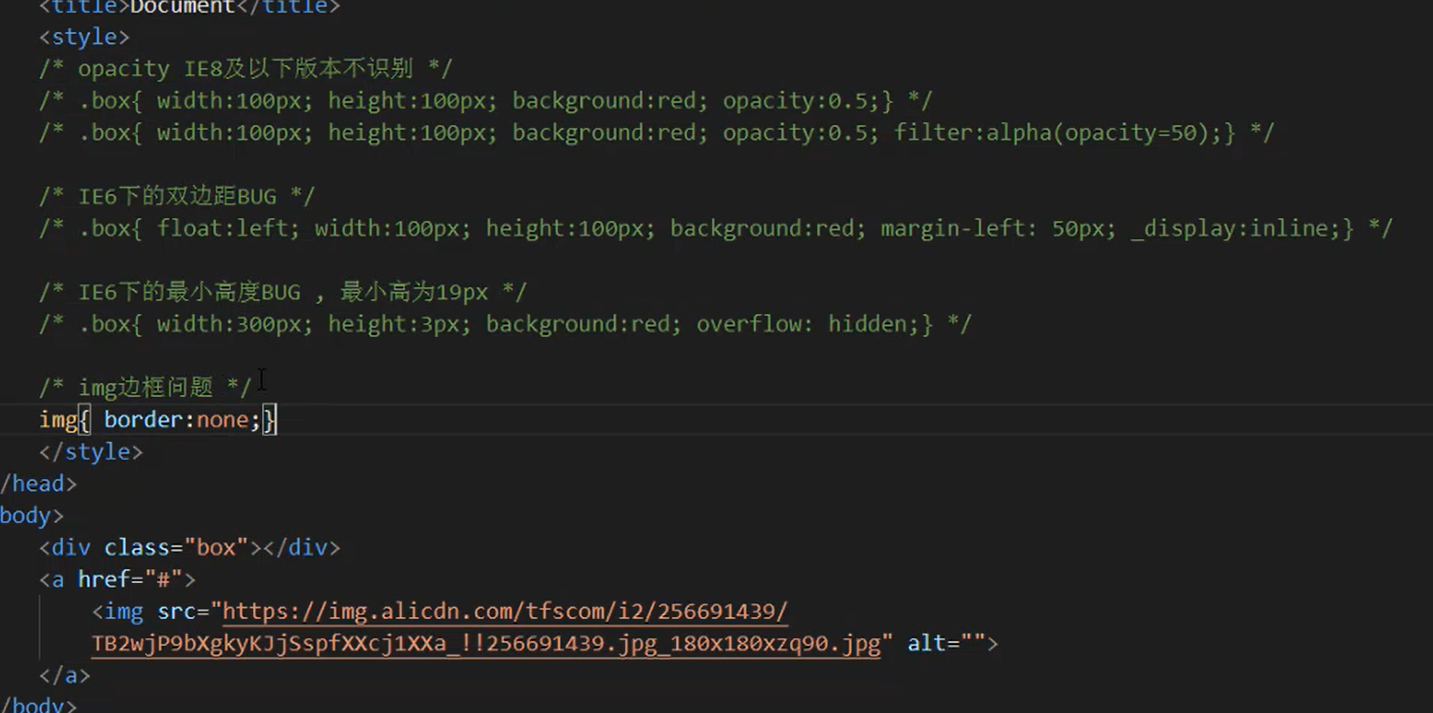 <title>Document</title>
<style>
/* opacity IE8及以下版本不识别 */
/* .box{ width:100px; height:100px; background:red; opacity:0.5;} */
/* .box{ width:100px; height:100px; background:red; opacity:0.5; filter:alpha(opacity=50);} */
/* IE6下的双边距BUG */
/* .box{ float:left; width:100px; height:100px; background:red; margin-left: 50px; _display:inline;} */
/* IE6下的最小高度BUG , 最小高为19px */
/* .box{ width:300px; height:3px; background:red; overflow: hidden;} */
/* img边框问题 */
img{ border:none;}
</style>
/head>
body>
<div class="box"></div>
<a href="#">
<img src="https://img.alicdn.com/tfscom/i2/256691439/
TB2wjP9bXgkyKJjSspfXXcj1XXa_!!256691439.jpg_180x180xzq90.jpg" alt="">
</a>
/body>